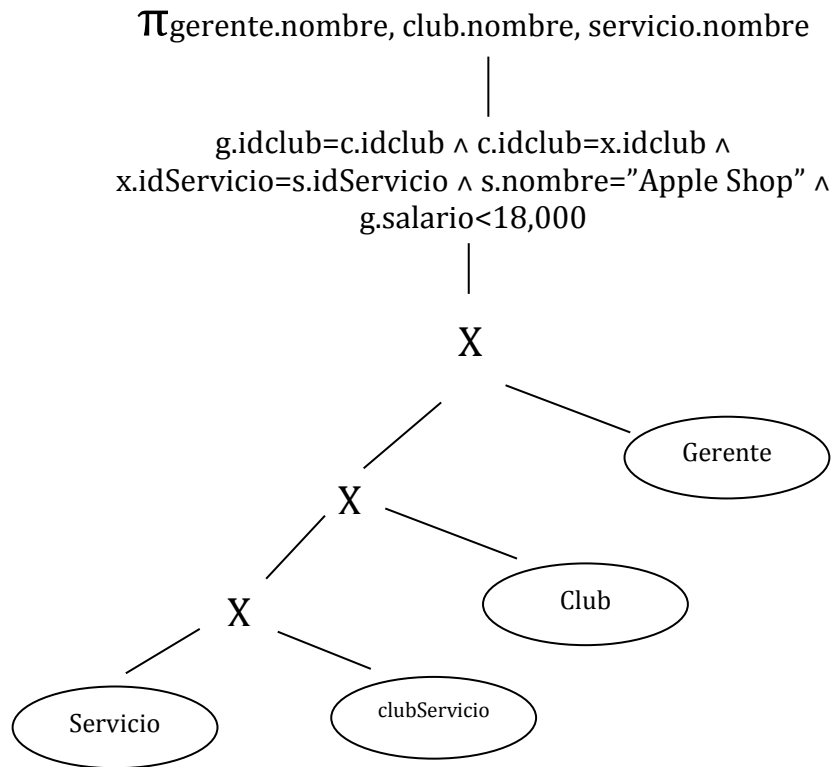 πgerente.nombre, club.nombre, servicio.nombre
g.idclub=c.idclub ∧ c.idclub=x.idclub ∧
x.idServicio=s.idServicio ∧ s.nombre=”Apple Shop” ∧
g.salario<18,000
X
Gerente
X
Club
X
Servicio
clubServicio